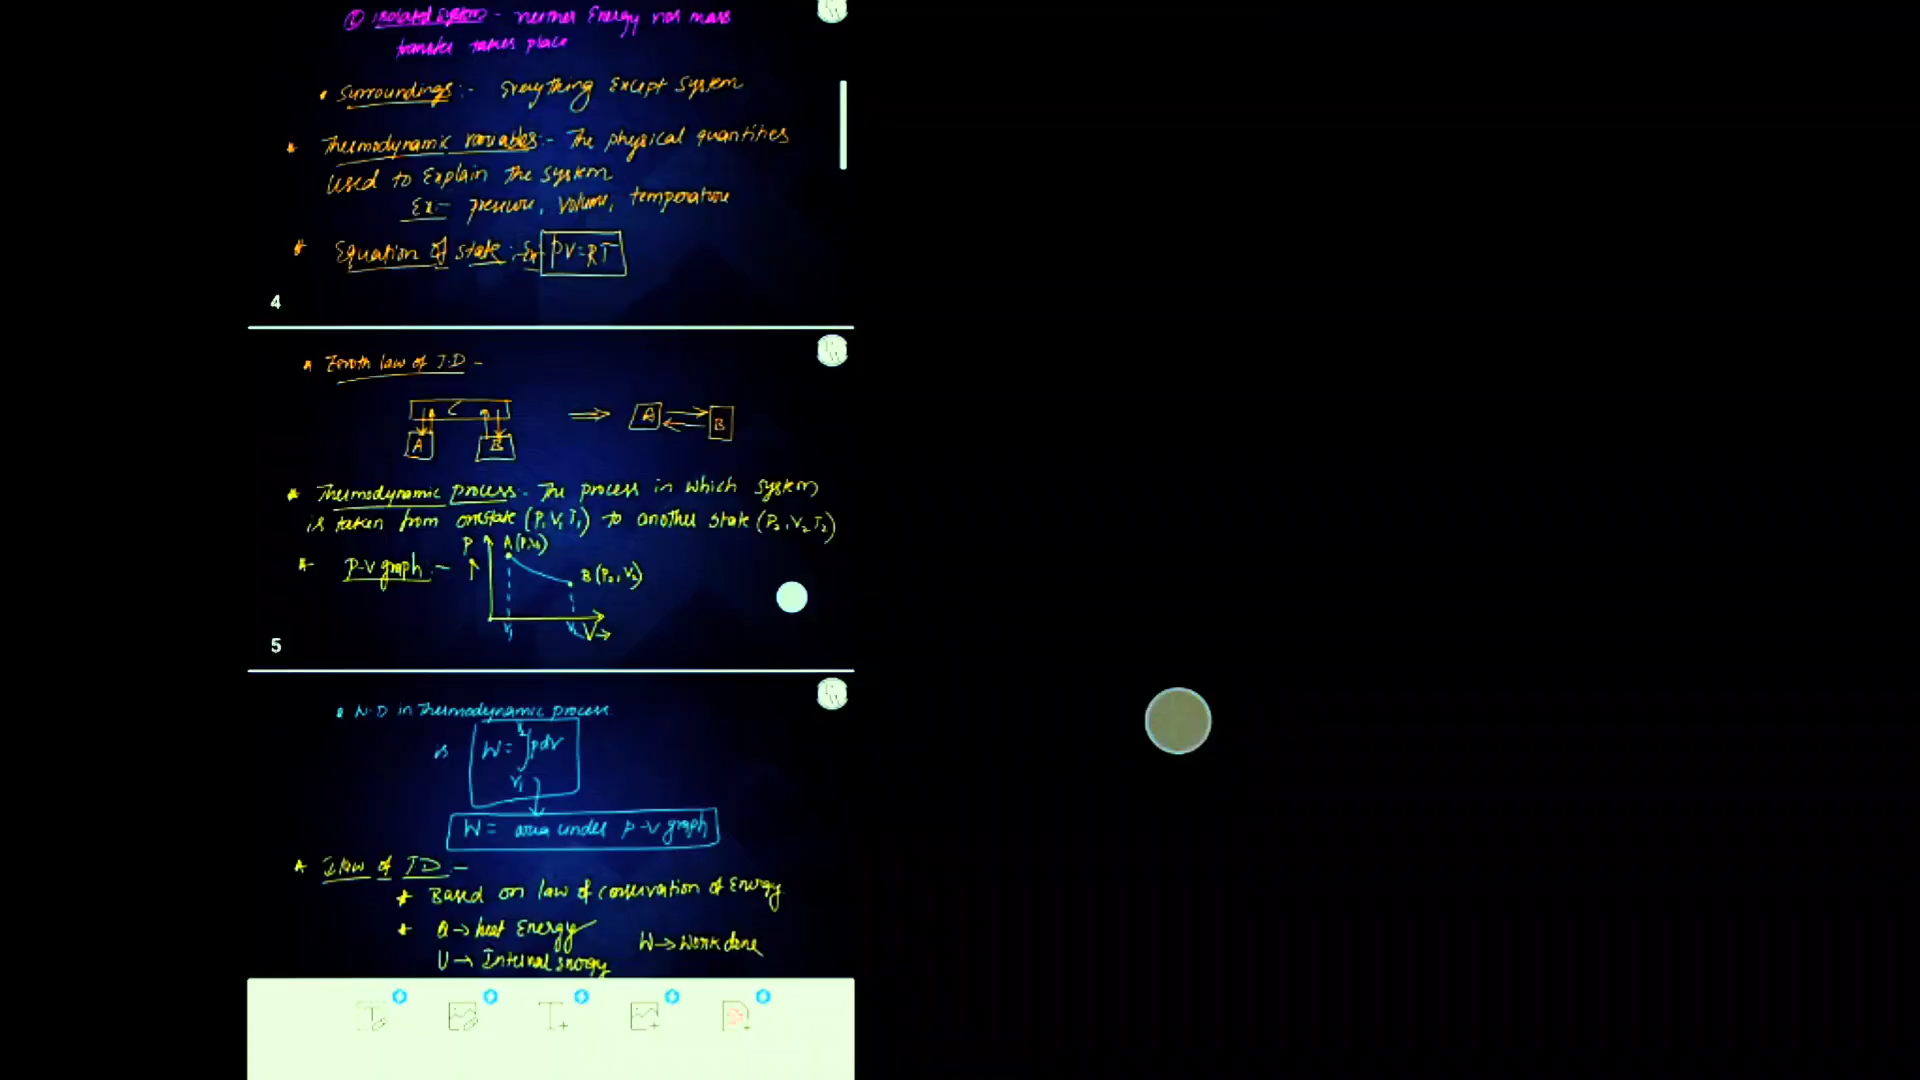 isolated system - neither Energy nor mass
transfer takes place
Surroundings :- Everything Except System
Thermodynamic variables :- The physical quantities
used to Explain the system
Ex:- pressure, volume, temperature
Equation of state :- Ex PV=RT
4
Zeroth law of T.D -
C
A B
A B
Thermodynamic process - The process in which system
is taken from one state (P1 V1 T1) to another state (P2, V2 T2)
P-V graph :-
P
A
B (P2, V2)
V1
V
5
W.D in Thermodynamic process
is W = ∫ pdv
V1
W = area under p-v graph
I law of TD -
Based on law of conservation of Energy
Q → heat Energy
W → Work done
U → Internal Energy